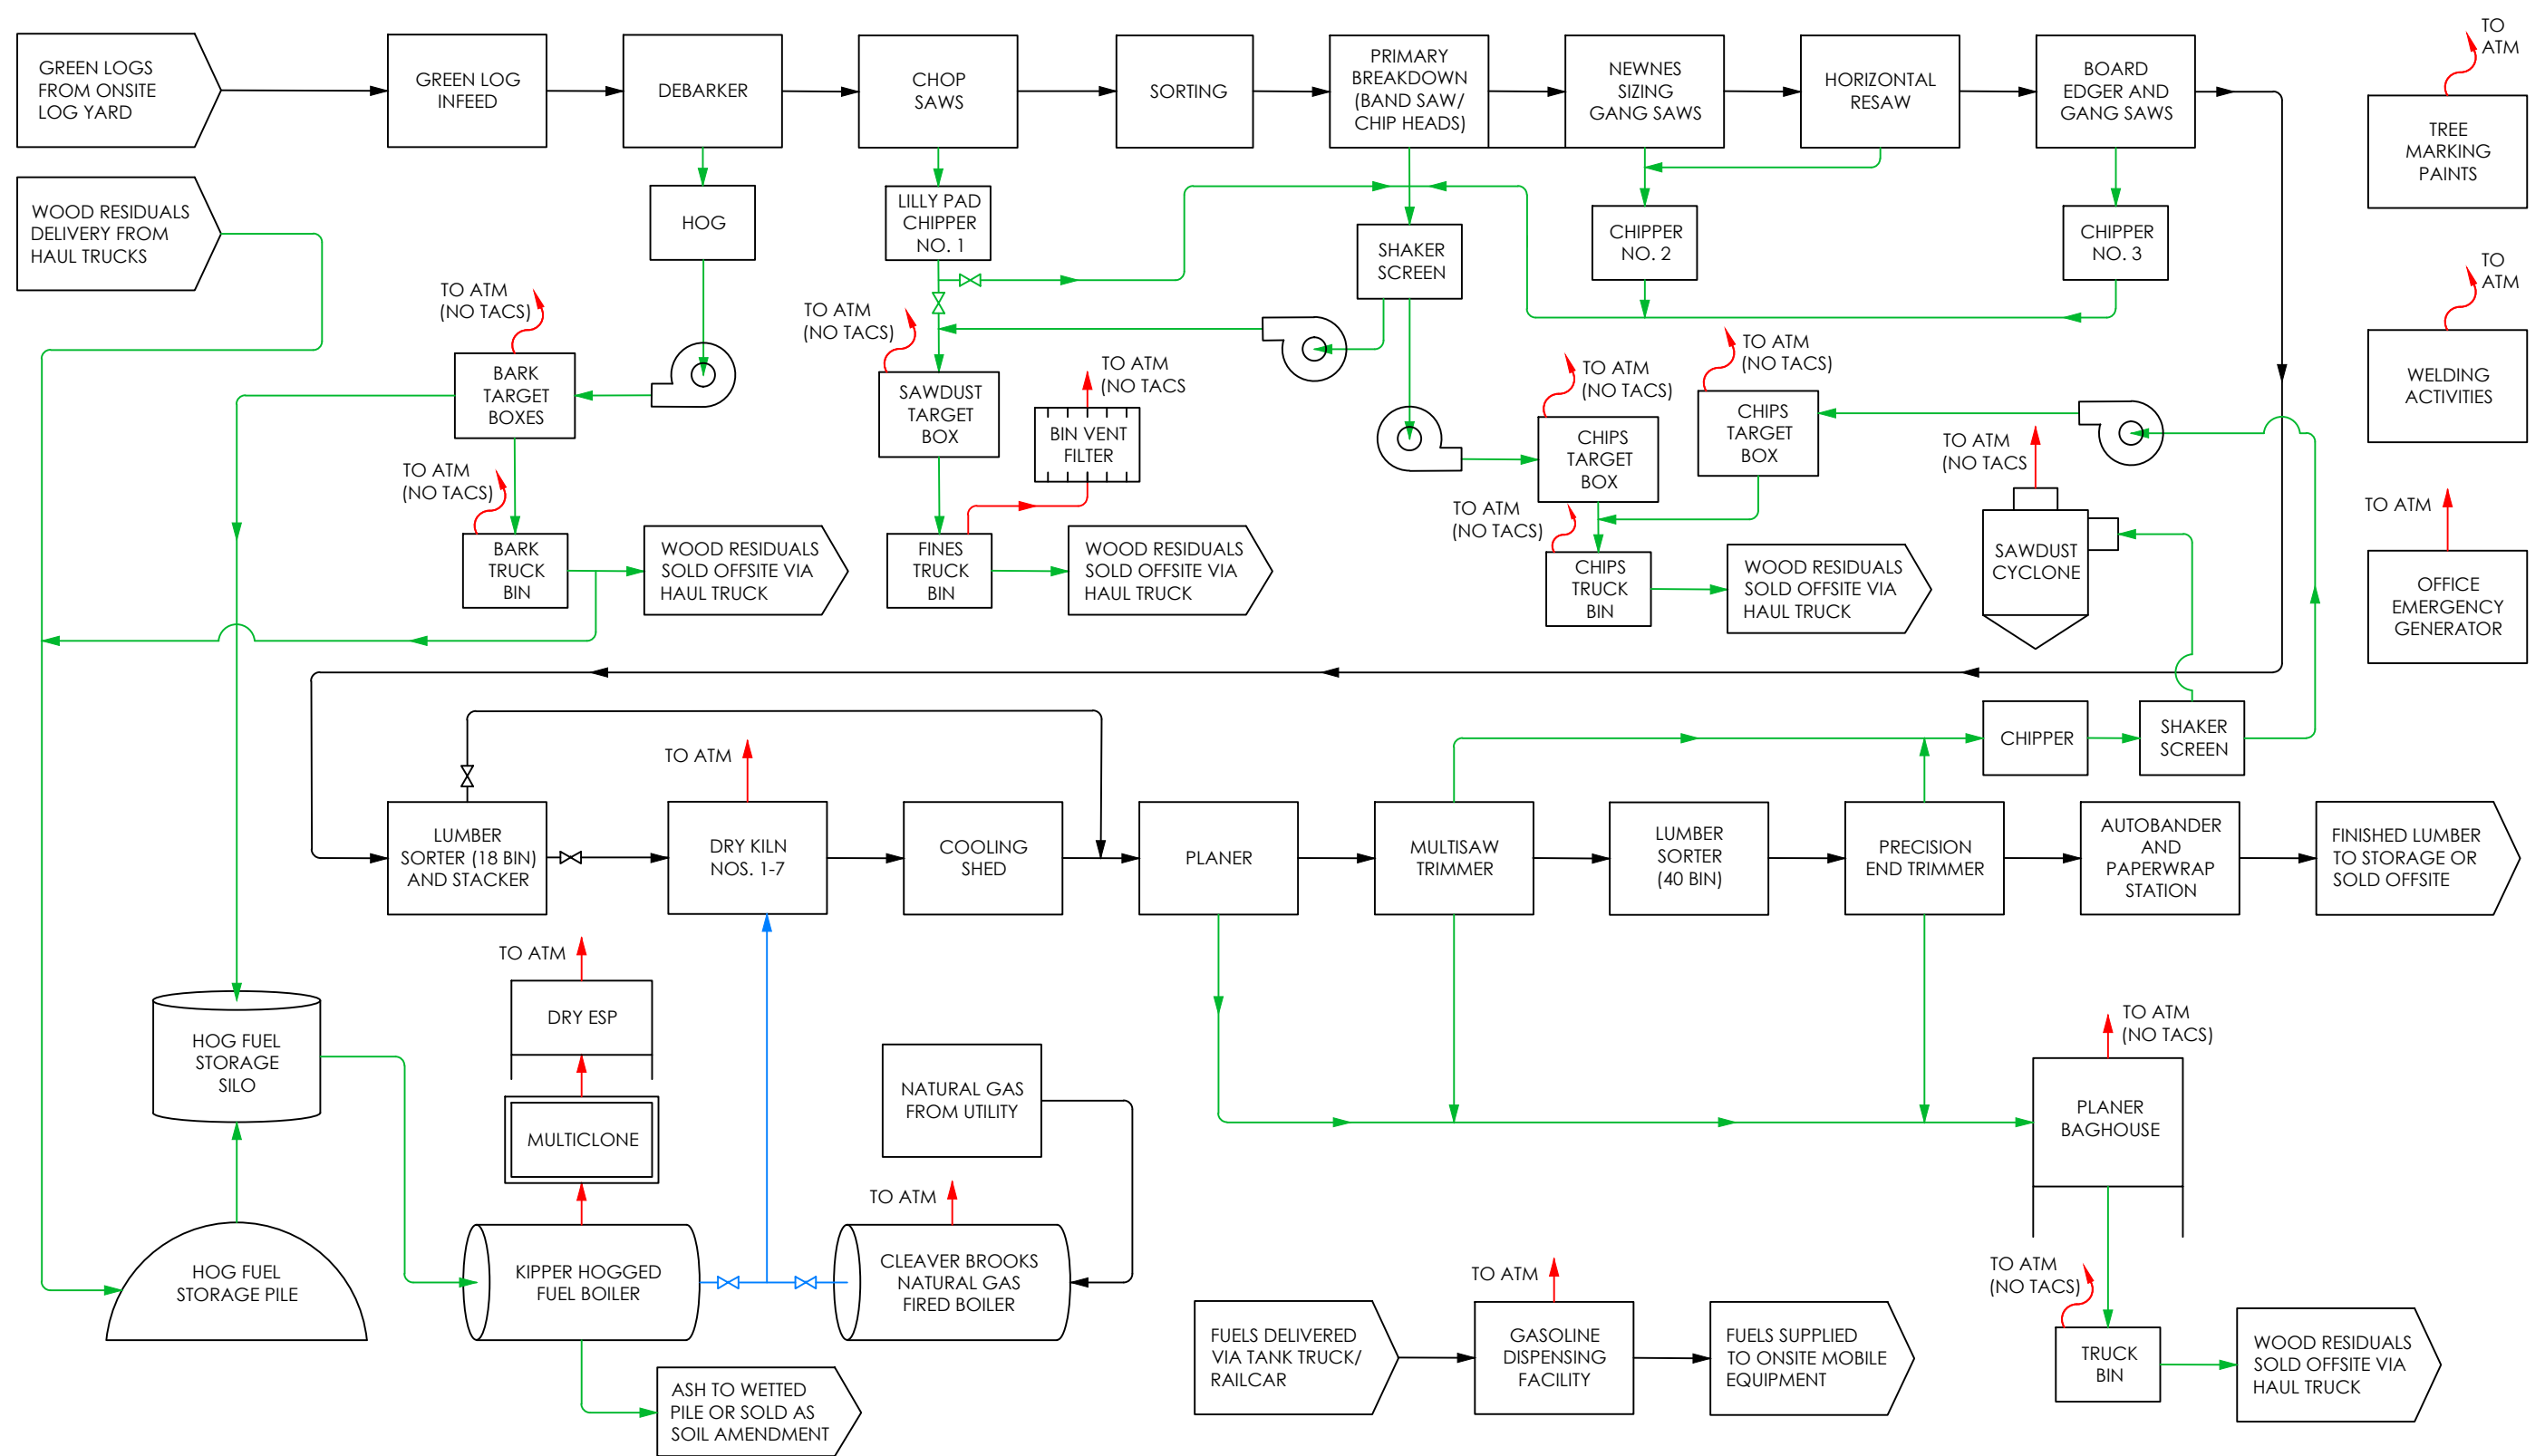 GREEN LOGS
FROM ONSITE
LOG YARD
GREEN LOG
INFEED
DEBARKER
CHOP
SAWS
SORTING
PRIMARY
BREAKDOWN
(BAND SAW/
CHIP HEADS)
NEWNES
SIZING
GANG SAWS
HORIZONTAL
RESAW
BOARD
EDGER AND
GANG SAWS
TO
ATM
TREE
MARKING
PAINTS
WOOD RESIDUALS
DELIVERY FROM
HAUL TRUCKS
HOG
LILLY PAD
CHIPPER
NO. 1
SHAKER
SCREEN
CHIPPER
NO. 2
CHIPPER
NO. 3
TO
ATM
WELDING
ACTIVITIES
TO ATM
(NO TACS)
BARK
TARGET
BOXES
TO ATM
(NO TACS)
SAWDUST
TARGET
BOX
TO ATM
(NO TACS
BIN VENT
FILTER
TO ATM
(NO TACS)
CHIPS
TARGET
BOX
TO ATM
(NO TACS)
CHIPS
TARGET
BOX
TO ATM
(NO TACS
SAWDUST
CYCLONE
TO ATM
OFFICE
EMERGENCY
GENERATOR
TO ATM
(NO TACS)
BARK
TRUCK
BIN
WOOD RESIDUALS
SOLD OFFSITE VIA
HAUL TRUCK
FINES
TRUCK
BIN
WOOD RESIDUALS
SOLD OFFSITE VIA
HAUL TRUCK
TO ATM
(NO TACS)
CHIPS
TRUCK
BIN
WOOD RESIDUALS
SOLD OFFSITE VIA
HAUL TRUCK
CHIPPER
SHAKER
SCREEN
LUMBER
SORTER (18 BIN)
AND STACKER
TO ATM
DRY KILN
NOS. 1-7
COOLING
SHED
PLANER
MULTISAW
TRIMMER
LUMBER
SORTER
(40 BIN)
PRECISION
END TRIMMER
AUTOBANDER
AND
PAPERWRAP
STATION
FINISHED LUMBER
TO STORAGE OR
SOLD OFFSITE
HOG FUEL
STORAGE
SILO
TO ATM
DRY ESP
MULTICLONE
NATURAL GAS
FROM UTILITY
TO ATM
(NO TACS)
PLANER
BAGHOUSE
HOG FUEL
STORAGE PILE
KIPPER HOGGED
FUEL BOILER
TO ATM
CLEAVER BROOKS
NATURAL GAS
FIRED BOILER
ASH TO WETTED
PILE OR SOLD AS
SOIL AMENDMENT
FUELS DELIVERED
VIA TANK TRUCK/
RAILCAR
TO ATM
GASOLINE
DISPENSING
FACILITY
FUELS SUPPLIED
TO ONSITE MOBILE
EQUIPMENT
TO ATM
(NO TACS)
TRUCK
BIN
WOOD RESIDUALS
SOLD OFFSITE VIA
HAUL TRUCK